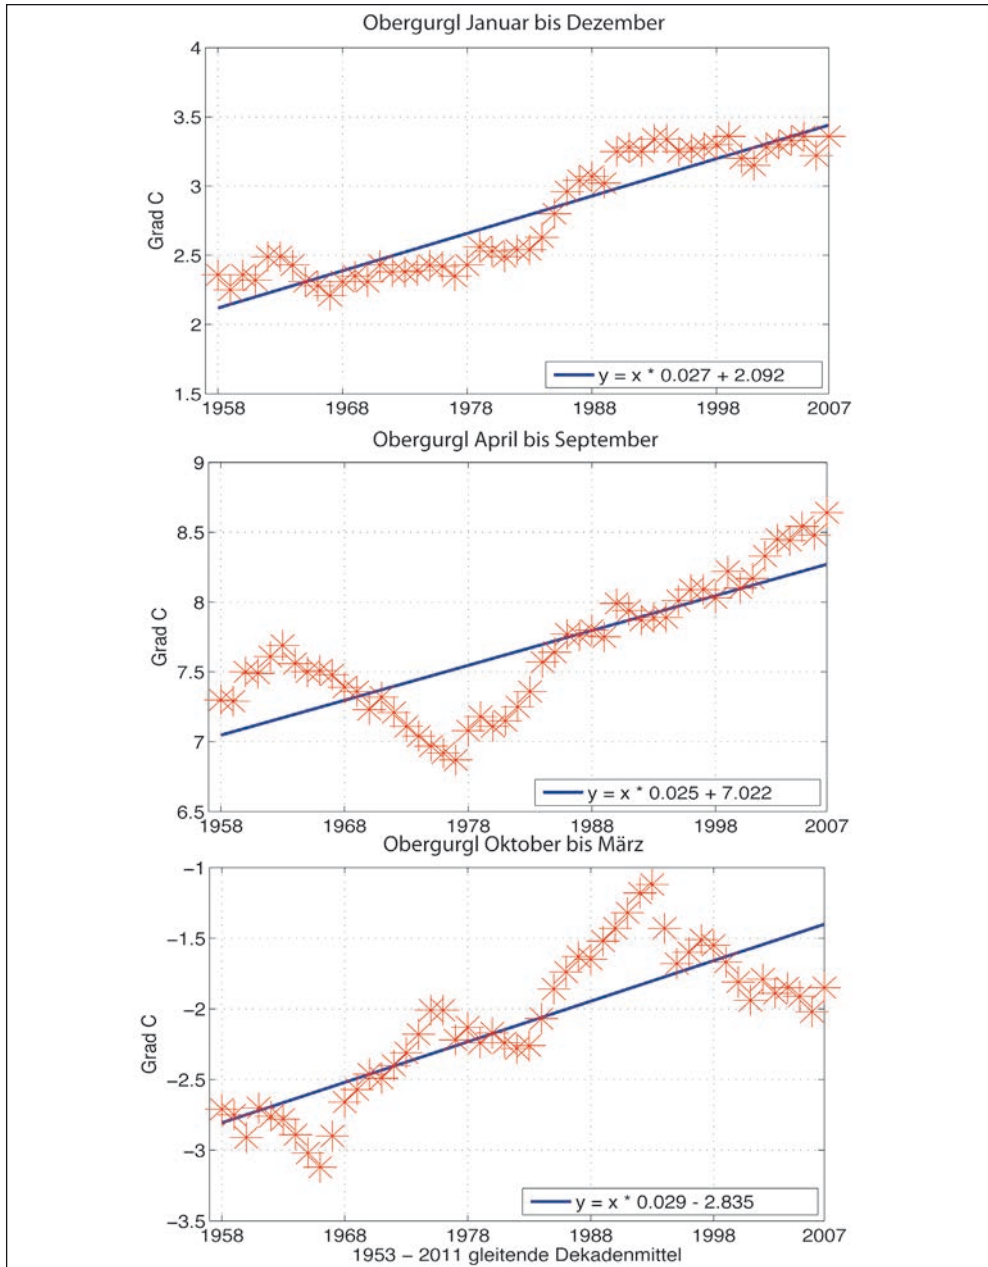 Obergurgl Januar bis Dezember
4
3.5
3
2.5
2
1.5
Grad C
y = x * 0.027 + 2.092
1958 1968 1978 1988 1998 2007
Obergurgl April bis September
9
8.5
8
7.5
7
6.5
Grad C
y = x * 0.025 + 7.022
1958 1968 1978 1988 1998 2007
Obergurgl Oktober bis März
−1
−1.5
−2
−2.5
−3
−3.5
Grad C
y = x * 0.029 - 2.835
1958 1968 1978 1988 1998 2007
1953 − 2011 gleitende Dekadenmittel